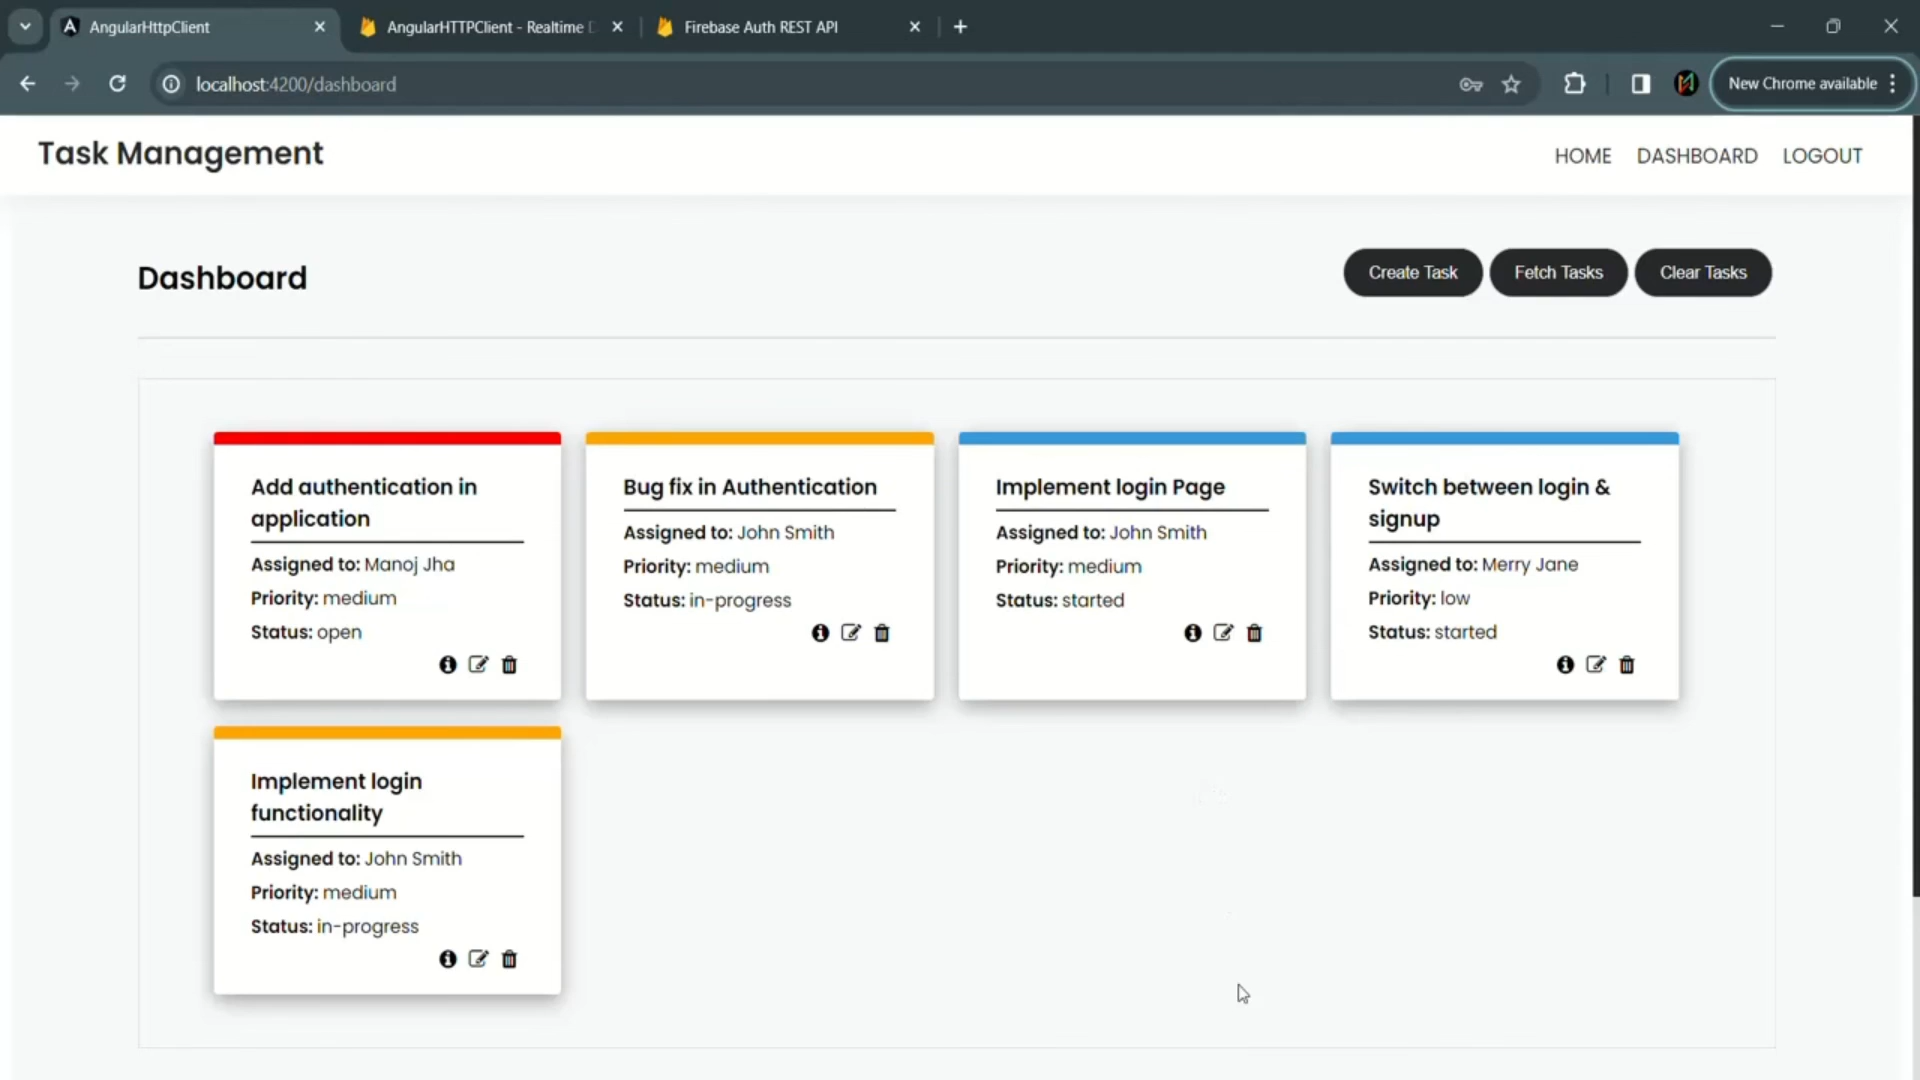 AngularHttpClient
AngularHTTPClient - Realtime D
Firebase Auth REST API
localhost:4200/dashboard
New Chrome available
Task Management
HOME
DASHBOARD
LOGOUT
Dashboard
Create Task
Fetch Tasks
Clear Tasks
Add authentication in
application
Assigned to: Manoj Jha
Priority: medium
Status: open
Bug fix in Authentication
Assigned to: John Smith
Priority: medium
Status: in-progress
Implement login Page
Assigned to: John Smith
Priority: medium
Status: started
Switch between login &
signup
Assigned to: Merry Jane
Priority: low
Status: started
Implement login
functionality
Assigned to: John Smith
Priority: medium
Status: in-progress